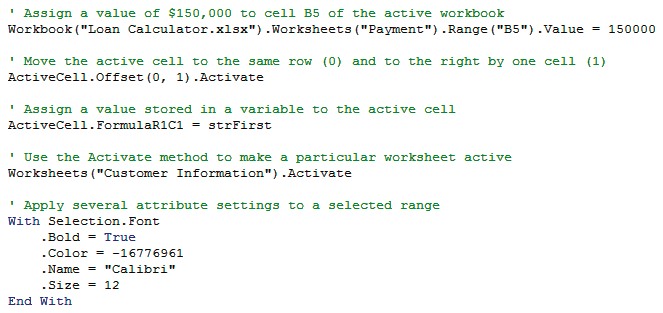 ' Assign a value of $150,000 to cell B5 of the active workbook
Workbook("Loan Calculator.xlsx").Worksheets("Payment").Range("B5").Value = 150000
' Move the active cell to the same row (0) and to the right by one cell (1)
ActiveCell.Offset(0, 1).Activate
' Assign a value stored in a variable to the active cell
ActiveCell.FormulaR1C1 = strFirst
' Use the Activate method to make a particular worksheet active
Worksheets("Customer Information").Activate
' Apply several attribute settings to a selected range
With Selection.Font
    .Bold = True
    .Color = -16776961
    .Name = "Calibri"
    .Size = 12
End With